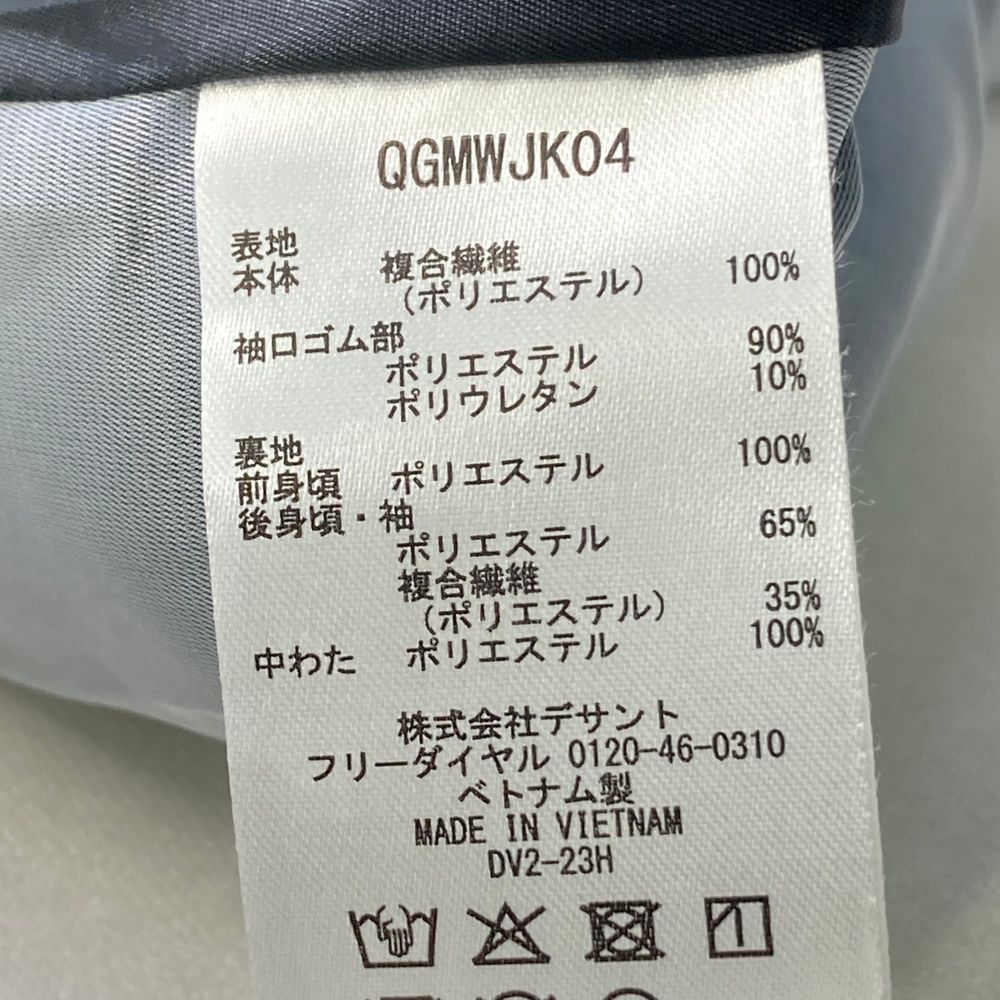 QGMWJK04
表地
本体 複合繊維
（ポリエステル） 100%
袖口ゴム部
ポリエステル 90%
ポリウレタン 10%
裏地
前身頃 ポリエステル 100%
後身頃・袖
ポリエステル 65%
複合繊維
（ポリエステル） 35%
中わた ポリエステル 100%
株式会社デサント
フリーダイヤル 0120-46-0310
ベトナム製
MADE IN VIETNAM
DV2-23H